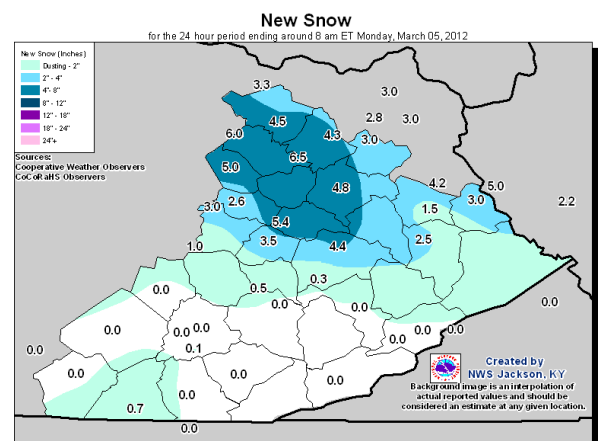 New Snow
for the 24 hour period ending around 8 am ET Monday, March 05, 2012
New Snow (Inches)
Dusting - 2"
2" - 4"
4"- 8"
8" - 12"
12" - 18"
18" - 24"
24"+
Sources:
Cooperative Weather Observers
CoCoRaHS Observers
3.3
3.0
4.5
2.8
3.0
6.0
4.3
3.0
6.5
5.0
4.8
4.2
5.0
3.0
2.6
3.0
1.5
2.2
5.4
3.5
4.4
2.5
1.0
0.3
0.0
0.5
0.0
0.0
0.0
0.0
0.0
0.0
0.0
0.0
0.0
0.1
0.0
0.0
0.0
0.0
0.0
0.7
0.0
Created by
NWS Jackson, KY
Background image is an interpolation of
actual reported values and should be
considered an estimate at any given location.